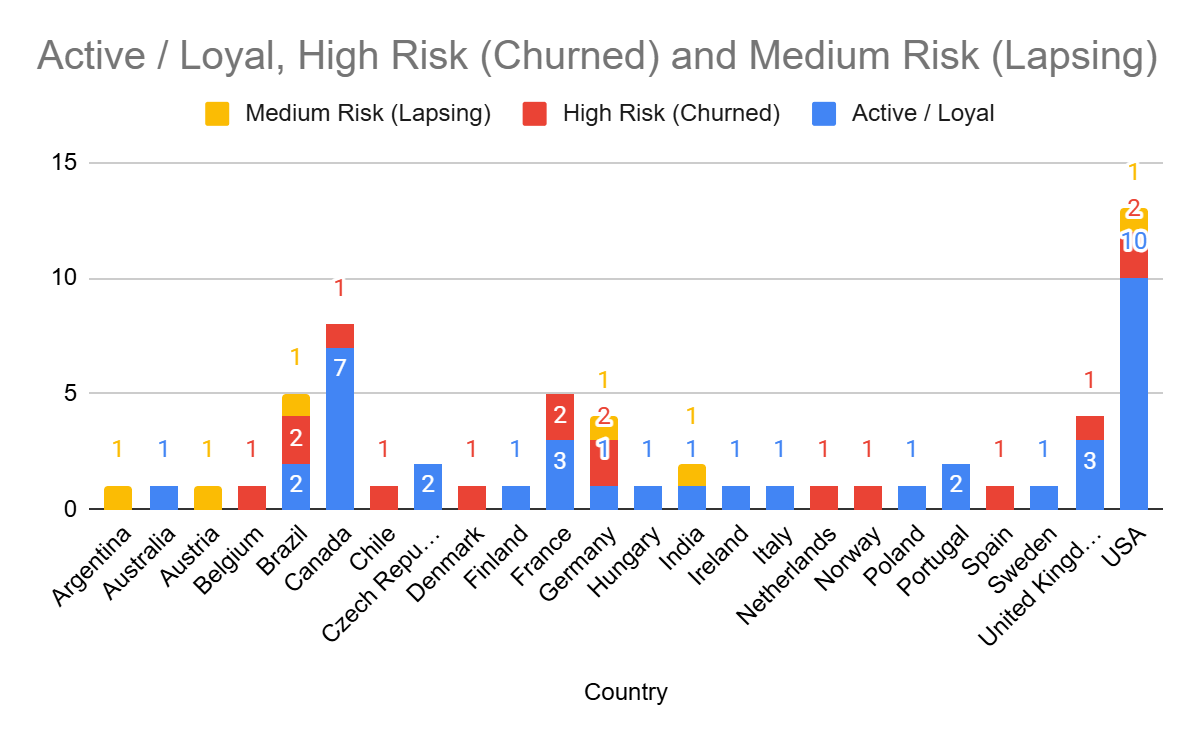 Active / Loyal, High Risk (Churned) and Medium Risk (Lapsing)
Medium Risk (Lapsing) High Risk (Churned) Active / Loyal
15
10
5
0
1
1
1
1
2
2
1
7
1
1
2
1
1
3
2
1
2
1
1
1
1
1
1
1
1
1
2
1
1
3
1
10
2
1
Argentina
Australia
Austria
Belgium
Brazil
Canada
Chile
Czech Repu…
Denmark
Finland
France
Germany
Hungary
India
Ireland
Italy
Netherlands
Norway
Poland
Portugal
Spain
Sweden
United Kingd…
USA
Country